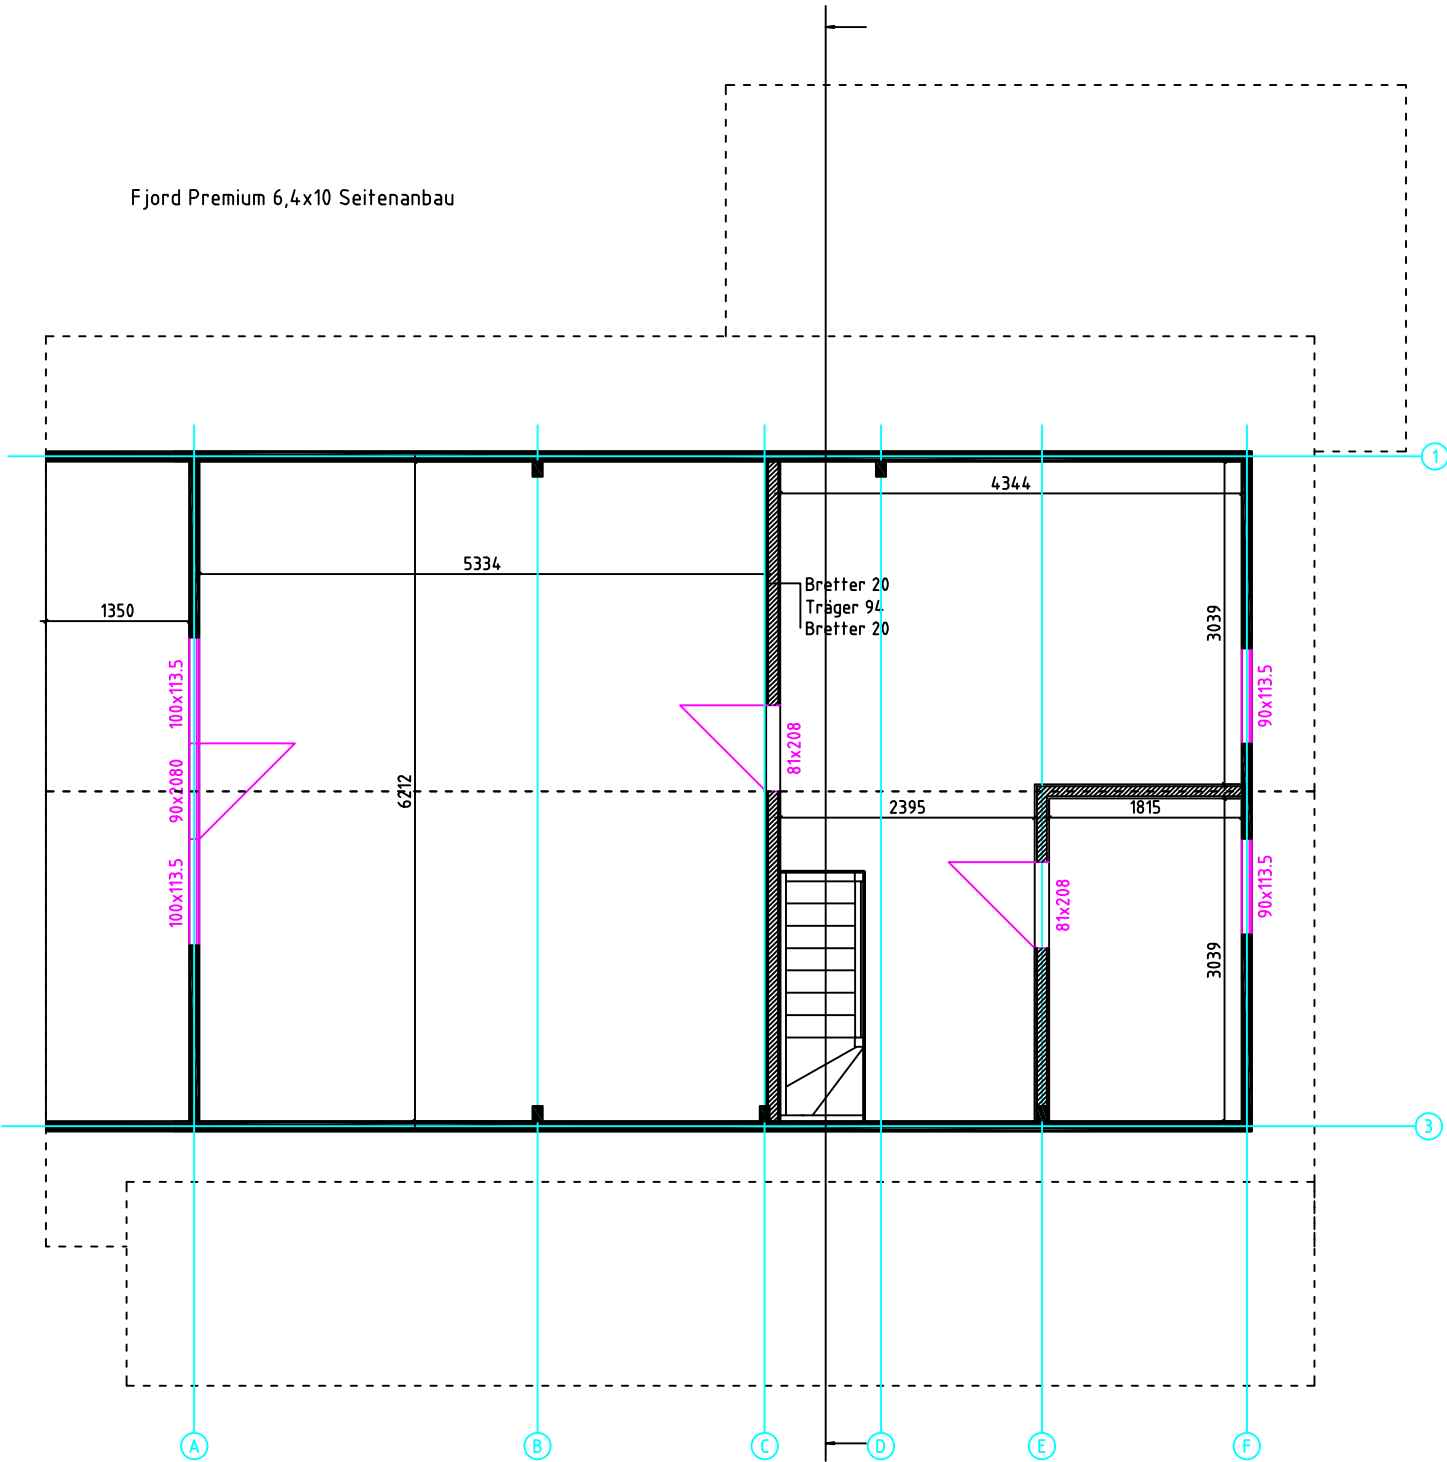 Fjord Premium 6,4x10 Seitenanbau
1
4344
5334
Bretter 20
Träger 94
Bretter 20
1350
3039
100x113.5
90x113.5
81x208
90x2080
6212
2395
1815
100x113.5
90x113.5
81x208
3039
3
A
B
C
D
E
F